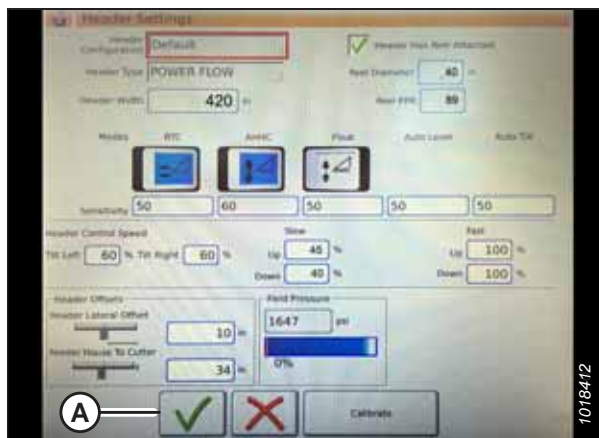 Header Settings
Header Configuration Default
Header Has Reel Attached
Header Type POWER FLOW
Reel Diameter 40 in
Header Width 420 in
Reel PPR 89
Modes RTC AHHC Float Auto Level Auto Tilt
Sensitivity 50 60 50 50 50
Header Control Speed
Slow
Fast
Tilt Left 60 % Tilt Right 60 %
Up 45 %
Up 100 %
Down 40 %
Down 100 %
Header Offsets
Header Lateral Offset
10 in
Feeder House To Cutter
34 in
Field Pressure
1647 psi
0%
A
Calibrate
1018412